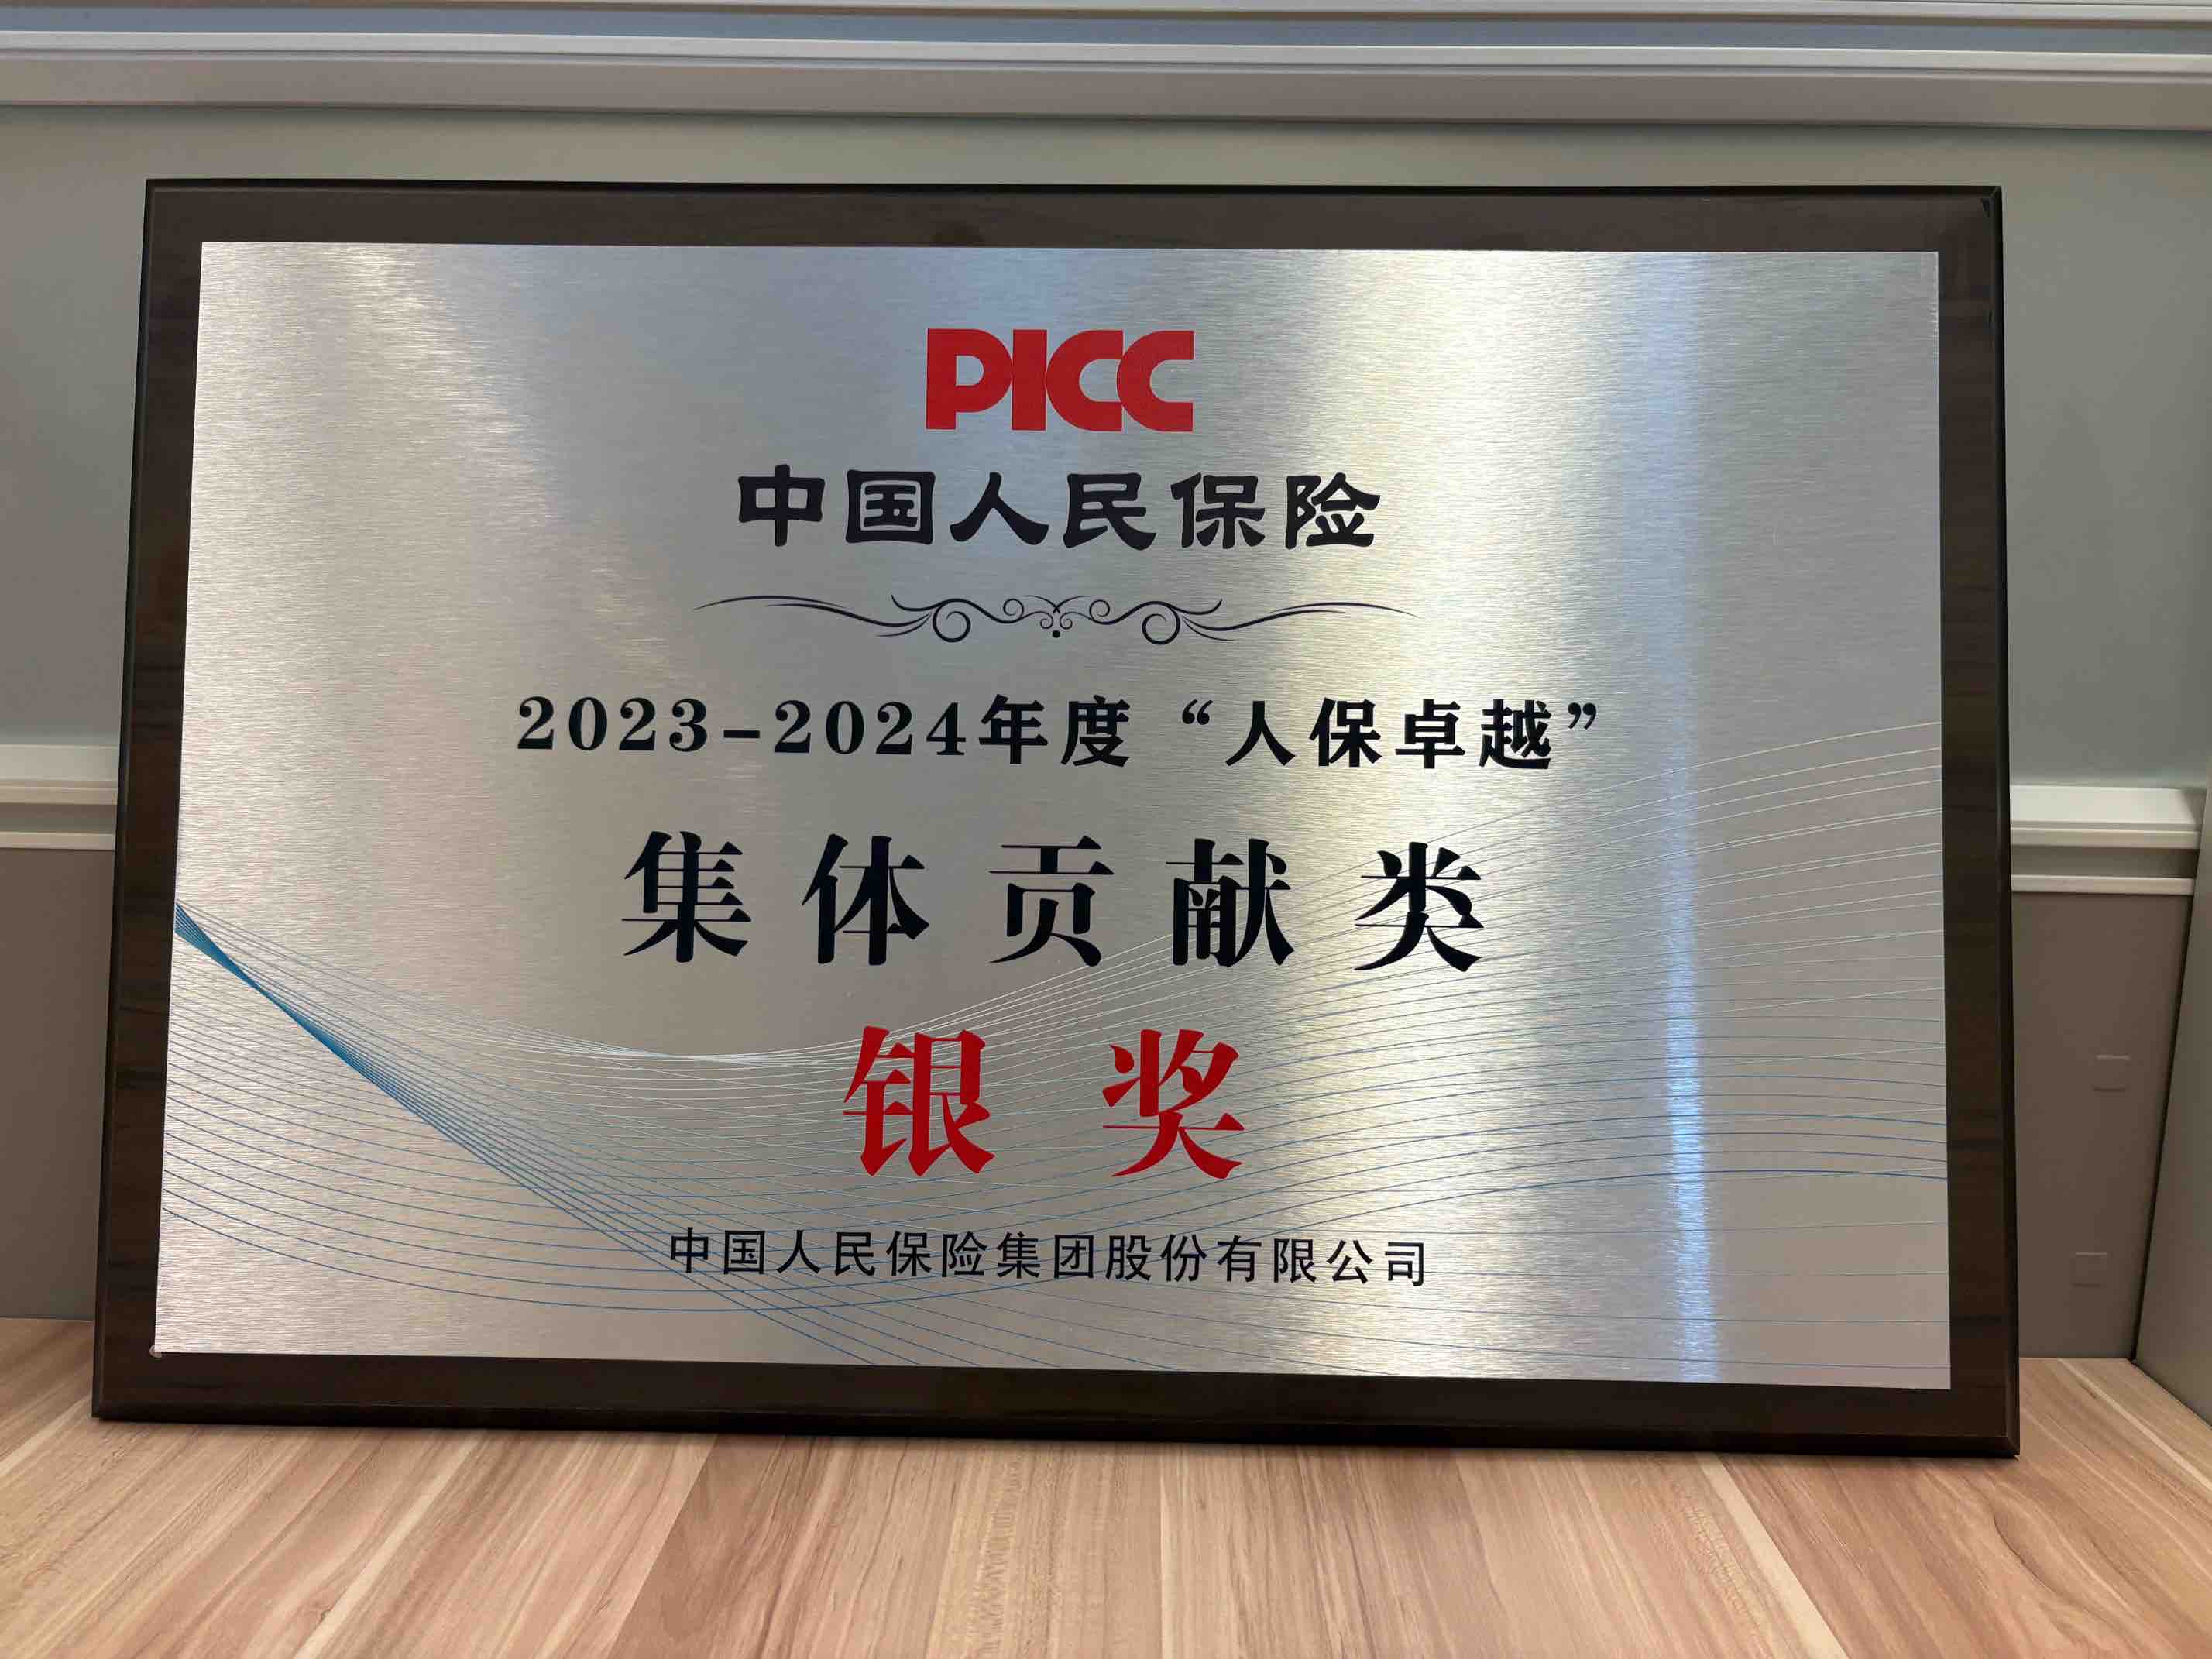 PICC
中国人民保险
2023-2024年度“人保卓越”
集体贡献类
银奖
中国人民保险集团股份有限公司